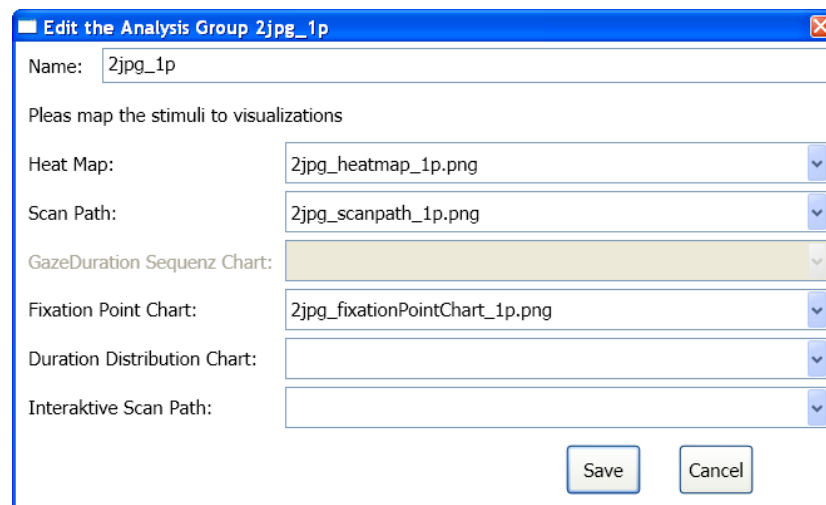 Edit the Analysis Group 2jpg_1p
Name: 2jpg_1p
Pleas map the stimuli to visualizations
Heat Map: 2jpg_heatmap_1p.png
Scan Path: 2jpg_scanpath_1p.png
GazeDuration Sequenz Chart:
Fixation Point Chart: 2jpg_fixationPointChart_1p.png
Duration Distribution Chart:
Interaktive Scan Path:
Save Cancel